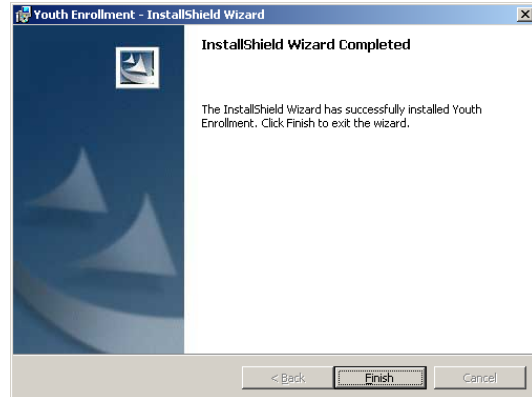 Youth Enrollment - InstallShield Wizard
InstallShield Wizard Completed
The InstallShield Wizard has successfully installed Youth
Enrollment. Click Finish to exit the wizard.
< Back Finish Cancel